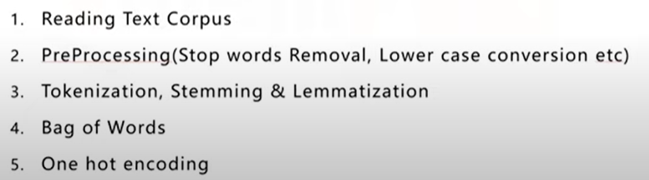 1. Reading Text Corpus
2. PreProcessing(Stop words Removal, Lower case conversion etc)
3. Tokenization, Stemming & Lemmatization
4. Bag of Words
5. One hot encoding